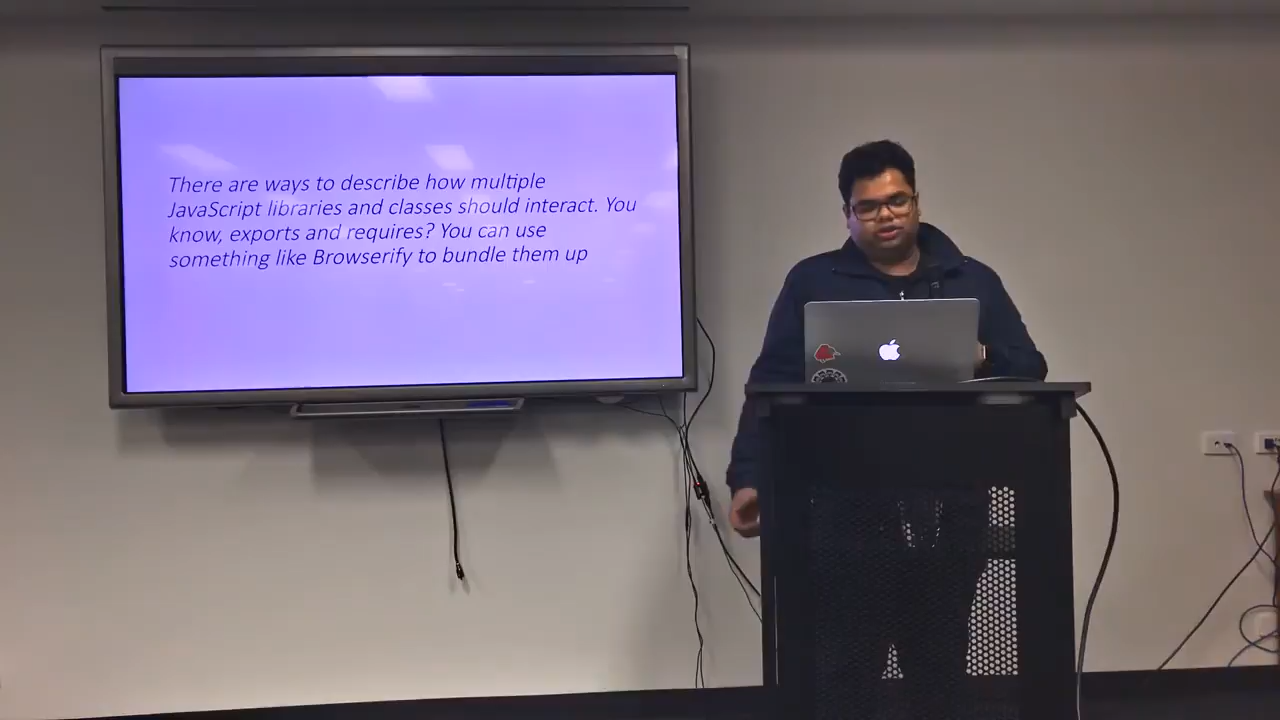 There are ways to describe how multiple
JavaScript libraries and classes should interact. You
know, exports and requires? You can use
something like Browserify to bundle them up